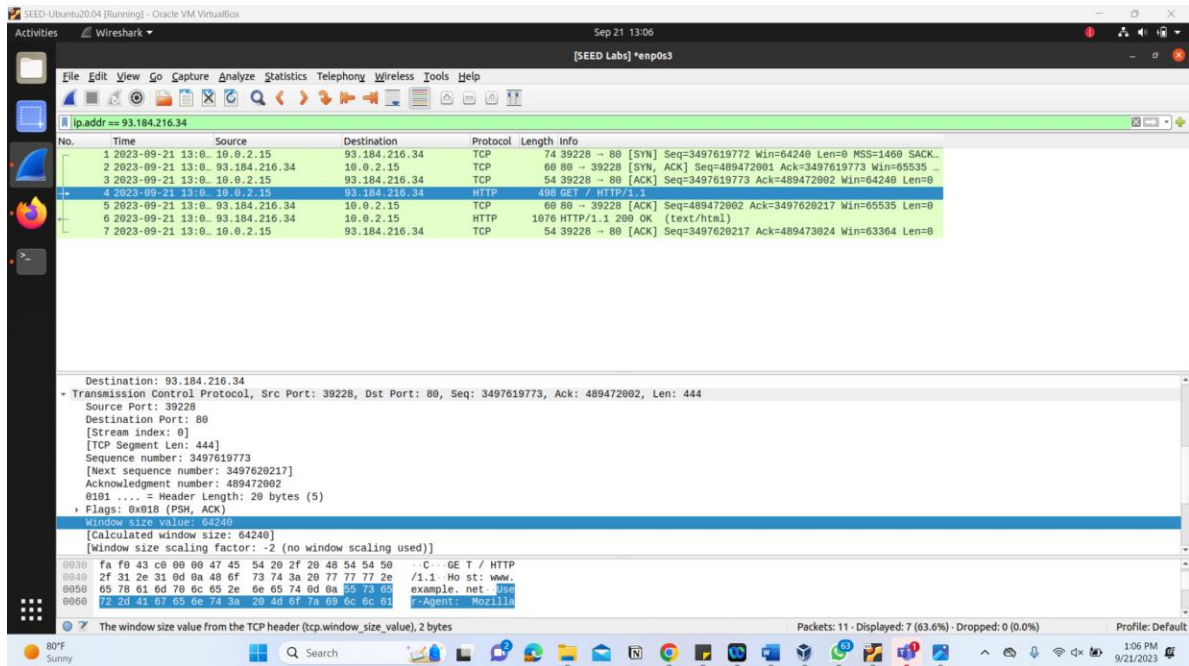 SEED-Ubuntu20.04 [Running] - Oracle VM VirtualBox
Activities Wireshark Sep 21 13:06
[SEED Labs] *enp0s3
File Edit View Go Capture Analyze Statistics Telephony Wireless Tools Help
ip.addr == 93.184.216.34
No. Time Source Destination Protocol Length Info
1 2023-09-21 13:0… 10.0.2.15 93.184.216.34 TCP 74 39228 → 80 [SYN] Seq=3497619772 Win=64240 Len=0 MSS=1460 SACK…
2 2023-09-21 13:0… 93.184.216.34 10.0.2.15 TCP 60 80 → 39228 [SYN, ACK] Seq=489472001 Ack=3497619773 Win=65535 …
3 2023-09-21 13:0… 10.0.2.15 93.184.216.34 TCP 54 39228 → 80 [ACK] Seq=3497619773 Ack=489472002 Win=64240 Len=0
4 2023-09-21 13:0… 10.0.2.15 93.184.216.34 HTTP 498 GET / HTTP/1.1
5 2023-09-21 13:0… 93.184.216.34 10.0.2.15 TCP 60 80 → 39228 [ACK] Seq=489472002 Ack=3497620217 Win=65535 Len=0
6 2023-09-21 13:0… 93.184.216.34 10.0.2.15 HTTP 1076 HTTP/1.1 200 OK (text/html)
7 2023-09-21 13:0… 10.0.2.15 93.184.216.34 TCP 54 39228 → 80 [ACK] Seq=3497620217 Ack=489473024 Win=63364 Len=0
Destination: 93.184.216.34
Transmission Control Protocol, Src Port: 39228, Dst Port: 80, Seq: 3497619773, Ack: 489472002, Len: 444
Source Port: 39228
Destination Port: 80
[Stream index: 0]
[TCP Segment Len: 444]
Sequence number: 3497619773
[Next sequence number: 3497620217]
Acknowledgment number: 489472002
0101 .... = Header Length: 20 bytes (5)
Flags: 0x018 (PSH, ACK)
Window size value: 64240
[Calculated window size: 64240]
[Window size scaling factor: -2 (no window scaling used)]
0030 fa f0 43 c0 00 00 47 45 54 20 2f 20 48 54 54 50 ··C···GE T / HTTP
0040 2f 31 2e 31 0d 0a 48 6f 73 74 3a 20 77 77 77 2e /1.1··Ho st: www.
0050 65 78 61 6d 70 6c 65 2e 6e 65 74 0d 0a 55 73 65 example. net··Use
0060 72 2d 41 67 65 6e 74 3a 20 4d 6f 7a 69 6c 6c 61 r-Agent: Mozilla
The window size value from the TCP header (tcp.window_size_value), 2 bytes Packets: 11 · Displayed: 7 (63.6%) · Dropped: 0 (0.0%) Profile: Default
80°F
Sunny
Search
1:06 PM
9/21/2023